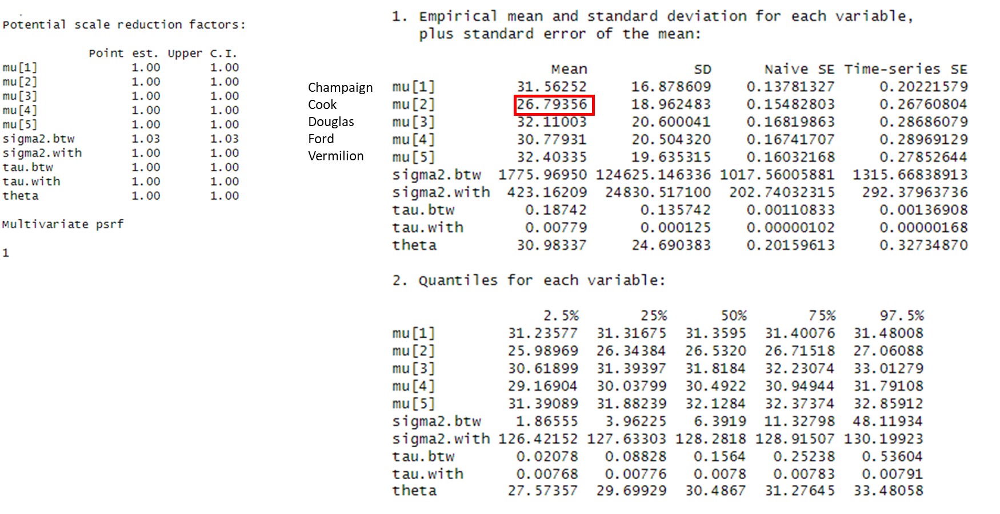 Potential scale reduction factors:
Point est. Upper C.I.
mu[1] 1.00 1.00
mu[2] 1.00 1.00
mu[3] 1.00 1.00
mu[4] 1.00 1.00
mu[5] 1.00 1.00
sigma2.btw 1.03 1.03
sigma2.with 1.00 1.00
tau.btw 1.00 1.00
tau.with 1.00 1.00
theta 1.00 1.00
Multivariate psrf
1
1. Empirical mean and standard deviation for each variable,
plus standard error of the mean:
Mean SD Naive SE Time-series SE
Champaign mu[1] 31.56252 16.878609 0.13781327 0.20221579
Cook mu[2] 26.79356 18.962483 0.15482803 0.26760804
Douglas mu[3] 32.11003 20.600041 0.16819863 0.28686079
Ford mu[4] 30.77931 20.504320 0.16741707 0.28969129
Vermilion mu[5] 32.40335 19.635315 0.16032168 0.27852644
sigma2.btw 1775.96950 124625.146336 1017.56005881 1315.66838913
sigma2.with 423.16209 24830.517100 202.74032315 292.37963736
tau.btw 0.18742 0.135742 0.00110833 0.00136908
tau.with 0.00779 0.000125 0.00000102 0.00000168
theta 30.98337 24.690383 0.20159613 0.32734870
2. Quantiles for each variable:
2.5% 25% 50% 75% 97.5%
mu[1] 31.23577 31.31675 31.3595 31.40076 31.48008
mu[2] 25.98969 26.34384 26.5320 26.71518 27.06088
mu[3] 30.61899 31.39397 31.8184 32.23074 33.01279
mu[4] 29.16904 30.03799 30.4922 30.94944 31.79108
mu[5] 31.39089 31.88239 32.1284 32.37374 32.85912
sigma2.btw 1.86555 3.96225 6.3919 11.32798 48.11934
sigma2.with 126.42152 127.63303 128.2818 128.91507 130.19923
tau.btw 0.02078 0.08828 0.1564 0.25238 0.53604
tau.with 0.00768 0.00776 0.0078 0.00783 0.00791
theta 27.57357 29.69929 30.4867 31.27645 33.48058